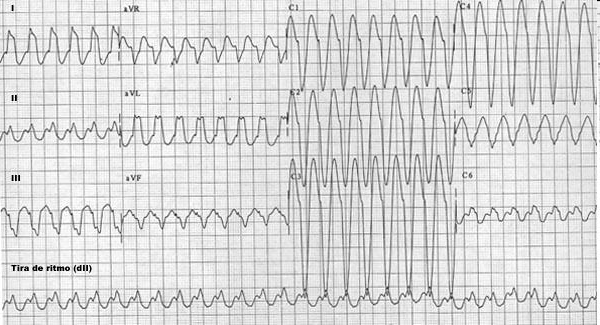 I
aVR
C1
C4
II
aVL
C2
C5
III
aVF
C3
C6
Tira de ritmo (dII)